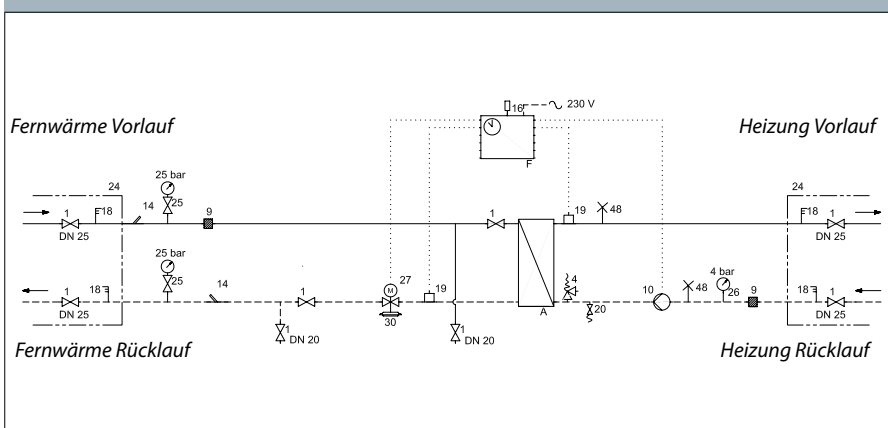 16 230 V
Fernwärme Vorlauf
Heizung Vorlauf
F
25 bar
24
24
14 25 9 1 19 48
1 18 18 1
DN 25
DN 25
25 bar
27
4 bar
25 14 1 M 19 4 10 48 9
1 18 30 20 26 18 1
A
DN 25
1
DN 20
1
DN 20
DN 25
Fernwärme Rücklauf
Heizung Rücklauf